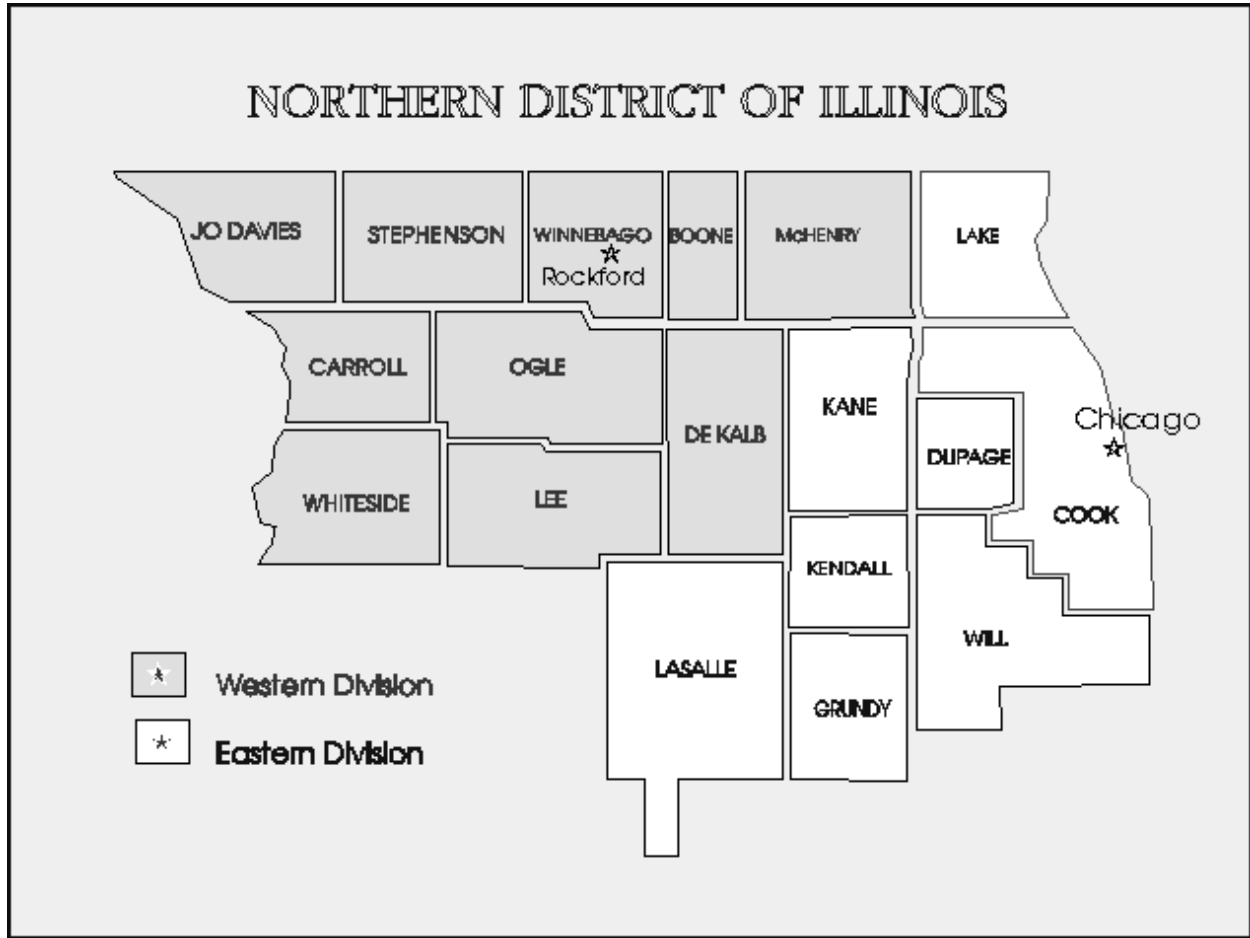 NORTHERN DISTRICT OF ILLINOIS
JO DAVIES
STEPHENSON
WINNEBAGO
BOONE
McHENRY
LAKE
Rockford
CARROLL
OGLE
DE KALB
KANE
Chicago
DUPAGE
WHITESIDE
LEE
COOK
KENDALL
WILL
LASALLE
GRUNDY
Western Division
Eastern Division